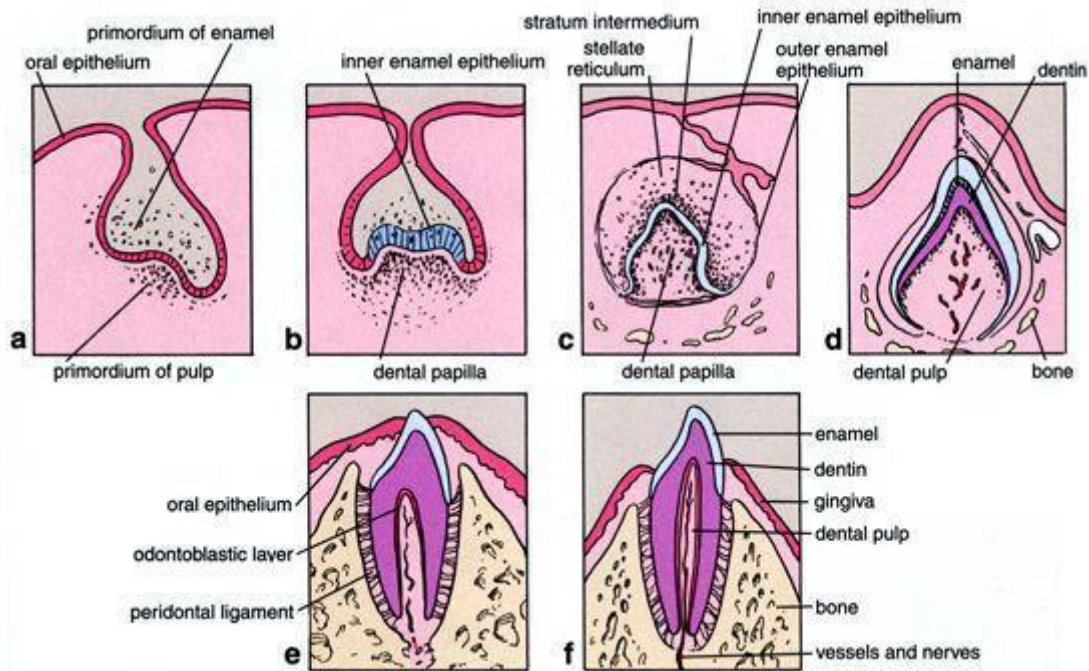 primordium of enamel
oral epithelium
a
primordium of pulp
inner enamel epithelium
b
dental papilla
stratum intermedium
stellate
reticulum
inner enamel epithelium
outer enamel
epithelium
c
dental papilla
enamel
dentin
d
dental pulp
bone
oral epithelium
odontoblastic layer
peridontal ligament
e
enamel
dentin
gingiva
dental pulp
bone
f
vessels and nerves